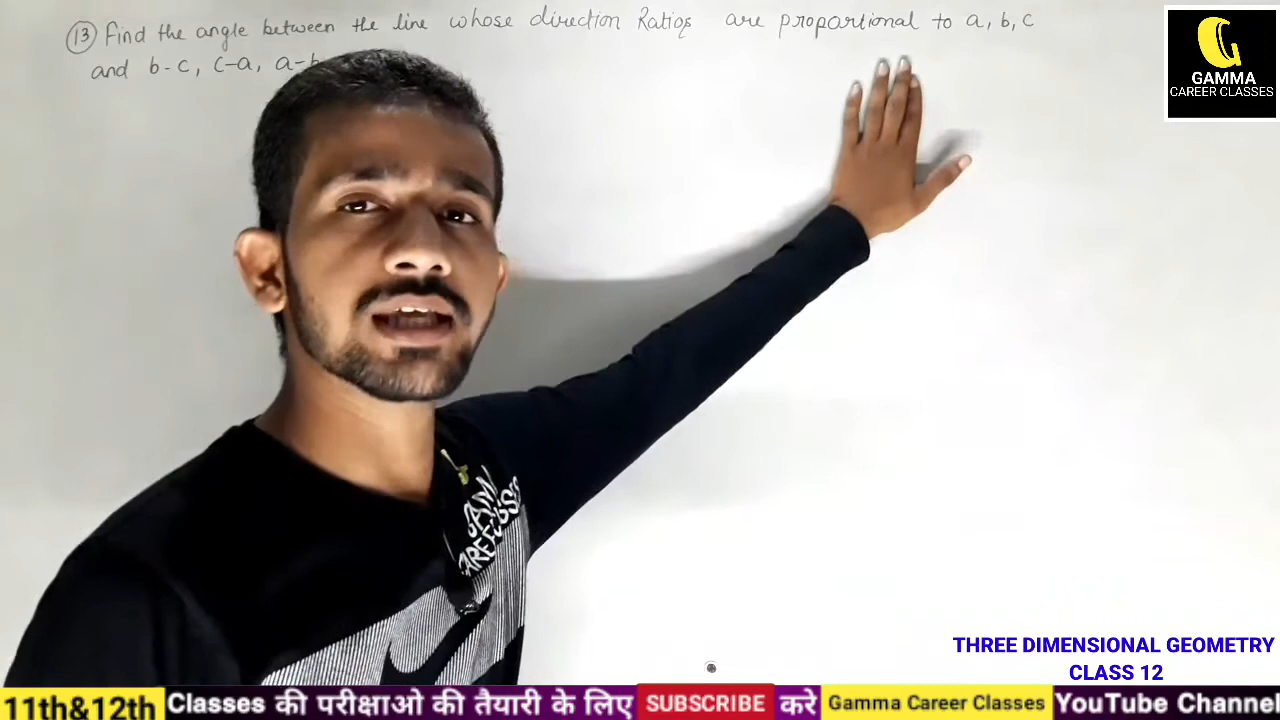 13 Find the angle between the line whose direction Ratios are proportional to a, b, c
and b-c, c-a, a-b
GAMMA
CAREER CLASSES
THREE DIMENSIONAL GEOMETRY
CLASS 12
11th&12th Classes की परीक्षाओ की तैयारी के लिए SUBSCRIBE करे Gamma Career Classes YouTube Channel